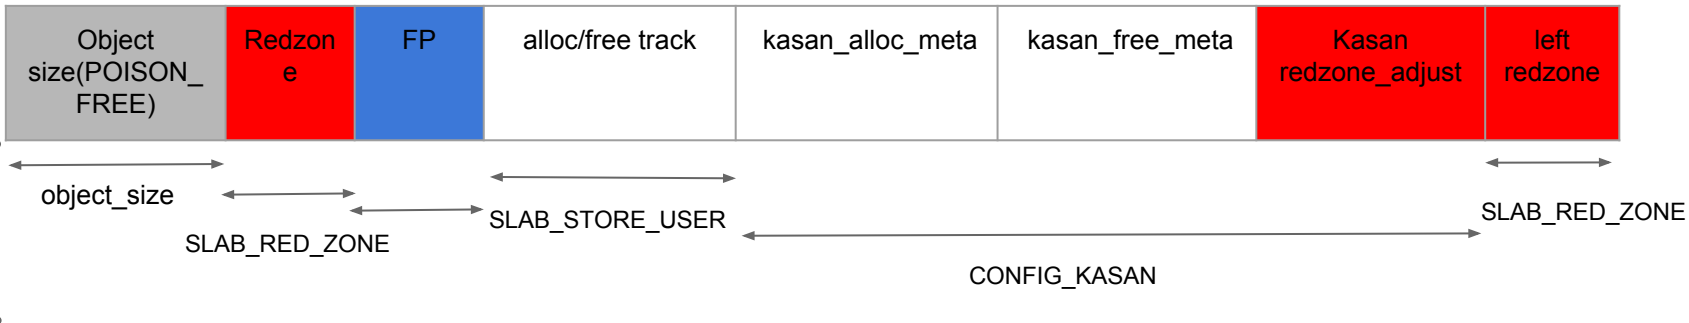 Object
size(POISON_
FREE)
Redzon
e
FP
alloc/free track
kasan_alloc_meta
kasan_free_meta
Kasan
redzone_adjust
left
redzone
object_size
SLAB_RED_ZONE
SLAB_STORE_USER
CONFIG_KASAN
SLAB_RED_ZONE